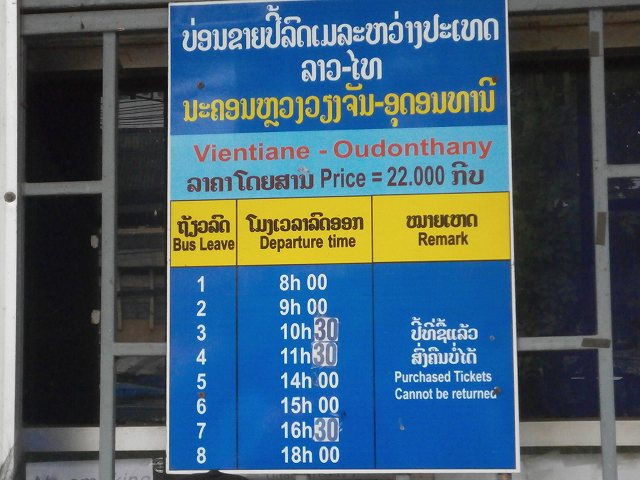 ບ່ອນຂາຍປີ້ລົດເມລະຫວ່າງປະເທດ
ລາວ-ໄທ
ນະຄອນຫຼວງວຽງຈັນ-ອຸດອນທານີ
Vientiane - Oudonthany
ລາຄາໂດຍສານ Price = 22.000 ກີບ
ຖ້ຽວລົດ ໂມງເວລາລົດອອກ ໝາຍເຫດ
Bus Leave Departure time Remark
1 8h 00
2 9h 00
3 10h30 ປີ້ທີ່ຊື້ແລ້ວ
4 11h30 ສົ່ງຄືນບໍ່ໄດ້
5 14h 00 Purchased Tickets
6 15h 00 Cannot be returned
7 16h30
8 18h 00
No smoking